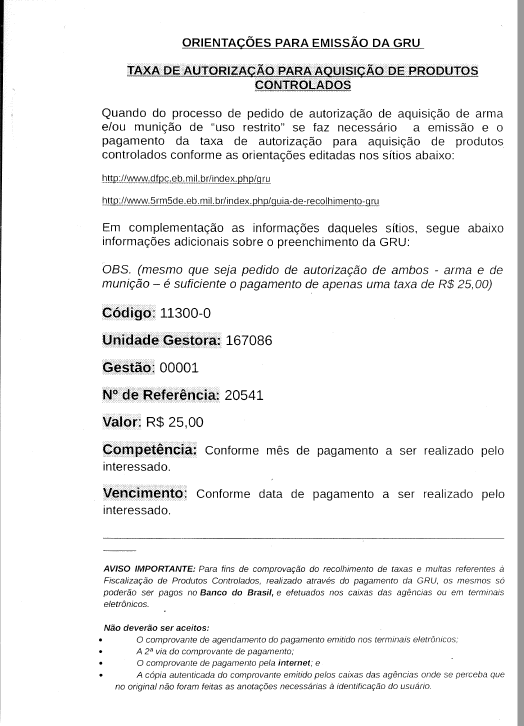 ORIENTAÇÕES PARA EMISSÃO DA GRU
TAXA DE AUTORIZAÇÃO PARA AQUISIÇÃO DE PRODUTOS
CONTROLADOS
Quando do processo de pedido de autorização de aquisição de arma
e/ou munição de “uso restrito” se faz necessário a emissão e o
pagamento da taxa de autorização para aquisição de produtos
controlados conforme as orientações editadas nos sítios abaixo:
http://www.dfpc.eb.mil.br/index.php/gru
http://www.5rm5de.eb.mil.br/index.php/guia-de-recolhimento-gru
Em complementação as informações daqueles sítios, segue abaixo
informações adicionais sobre o preenchimento da GRU:
OBS. (mesmo que seja pedido de autorização de ambos - arma e de
munição – é suficiente o pagamento de apenas uma taxa de R$ 25,00)
Código: 11300-0
Unidade Gestora: 167086
Gestão: 00001
Nº de Referência: 20541
Valor: R$ 25,00
Competência: Conforme mês de pagamento a ser realizado pelo
interessado.
Vencimento: Conforme data de pagamento a ser realizado pelo
interessado.
AVISO IMPORTANTE: Para fins de comprovação do recolhimento de taxas e multas referentes à
Fiscalização de Produtos Controlados, realizado através do pagamento da GRU, os mesmos só
poderão ser pagos no Banco do Brasil, e efetuados nos caixas das agências ou em terminais
eletrônicos.
Não deverão ser aceitos:
• O comprovante de agendamento do pagamento emitido nos terminais eletrônicos;
• A 2ª via do comprovante de pagamento;
• O comprovante de pagamento pela internet; e
• A cópia autenticada do comprovante emitido pelos caixas das agências onde se perceba que
no original não foram feitas as anotações necessárias à identificação do usuário.